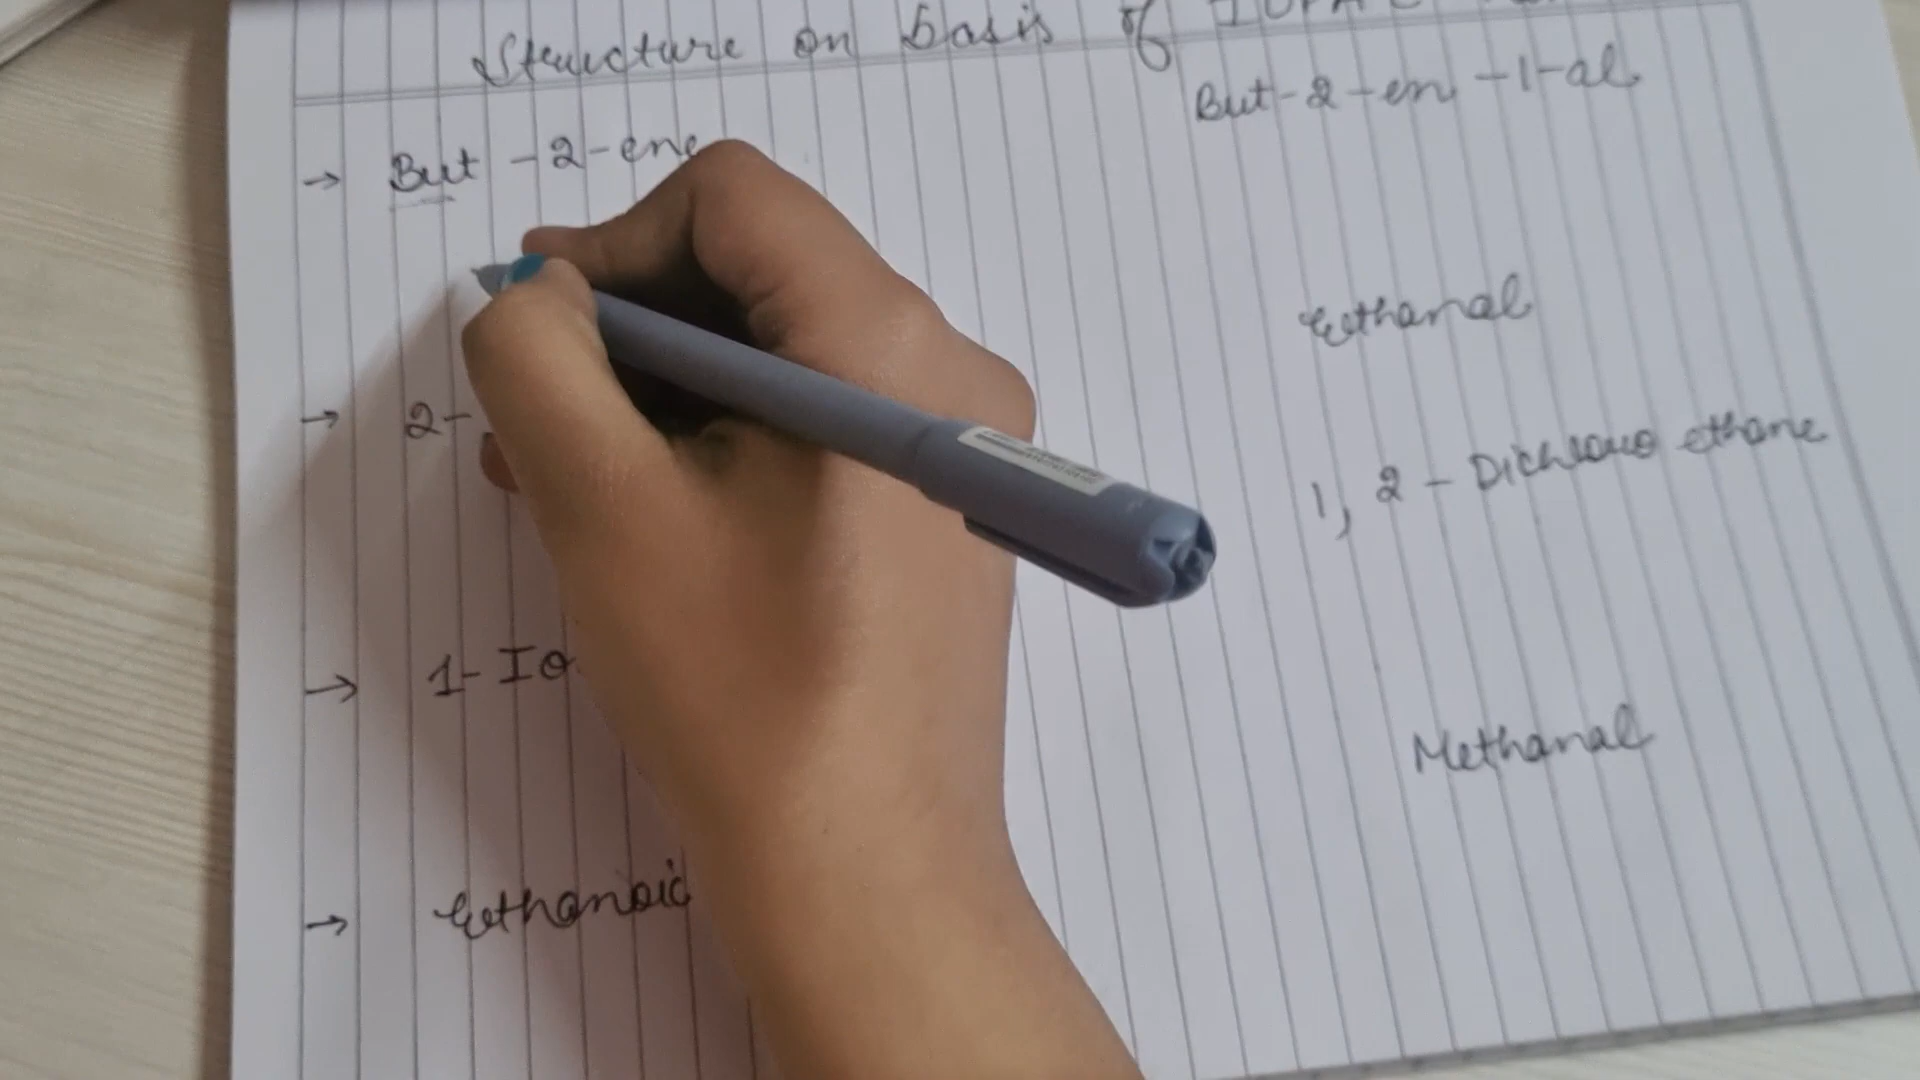 Structure on basis of
But-2-en-1-al
→ But -2-ene
Ethanal
→ 2-
1, 2 - Dichloro ethane
→ 1-
Methanal
→ Ethanoic